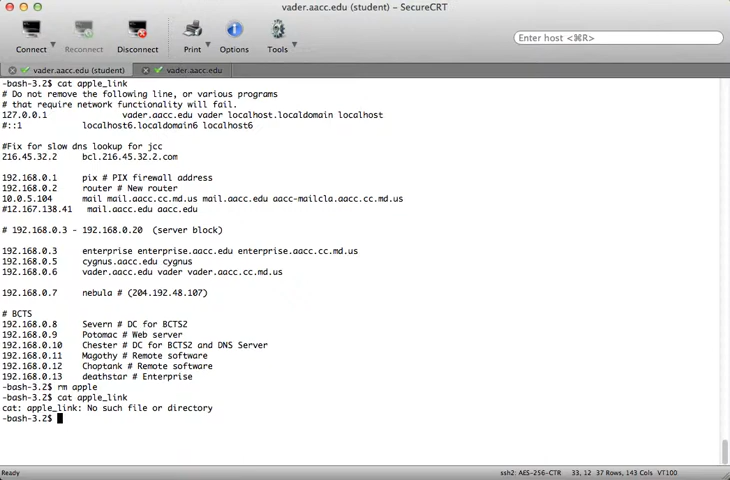 vader.aacc.edu (student) – SecureCRT
Connect Reconnect Disconnect Print Options Tools Enter host <⌘R>
vader.aacc.edu (student) vader.aacc.edu
-bash-3.2$ cat apple_link
# Do not remove the following line, or various programs
# that require network functionality will fail.
127.0.0.1 vader.aacc.edu vader localhost.localdomain localhost
#::1 localhost6.localdomain6 localhost6
#Fix for slow dns lookup for jcc
216.45.32.2 bcl.216.45.32.2.com
192.168.0.1 pix # PIX firewall address
192.168.0.2 router # New router
10.0.5.104 mail mail.aacc.cc.md.us mail.aacc.edu aacc-mailcla.aacc.cc.md.us
#12.167.138.41 mail.aacc.edu aacc.edu
# 192.168.0.3 - 192.168.0.20 (server block)
192.168.0.3 enterprise enterprise.aacc.edu enterprise.aacc.cc.md.us
192.168.0.5 cygnus.aacc.edu cygnus
192.168.0.6 vader.aacc.edu vader vader.aacc.cc.md.us
192.168.0.7 nebula # (204.192.48.107)
# BCTS
192.168.0.8 Severn # DC for BCTS2
192.168.0.9 Potomac # Web server
192.168.0.10 Chester # DC for BCTS2 and DNS Server
192.168.0.11 Magothy # Remote software
192.168.0.12 Choptank # Remote software
192.168.0.13 deathstar # Enterprise
-bash-3.2$ rm apple
-bash-3.2$ cat apple_link
cat: apple_link: No such file or directory
-bash-3.2$
Ready ssh2: AES-256-CTR 33, 12 37 Rows, 143 Cols VT100